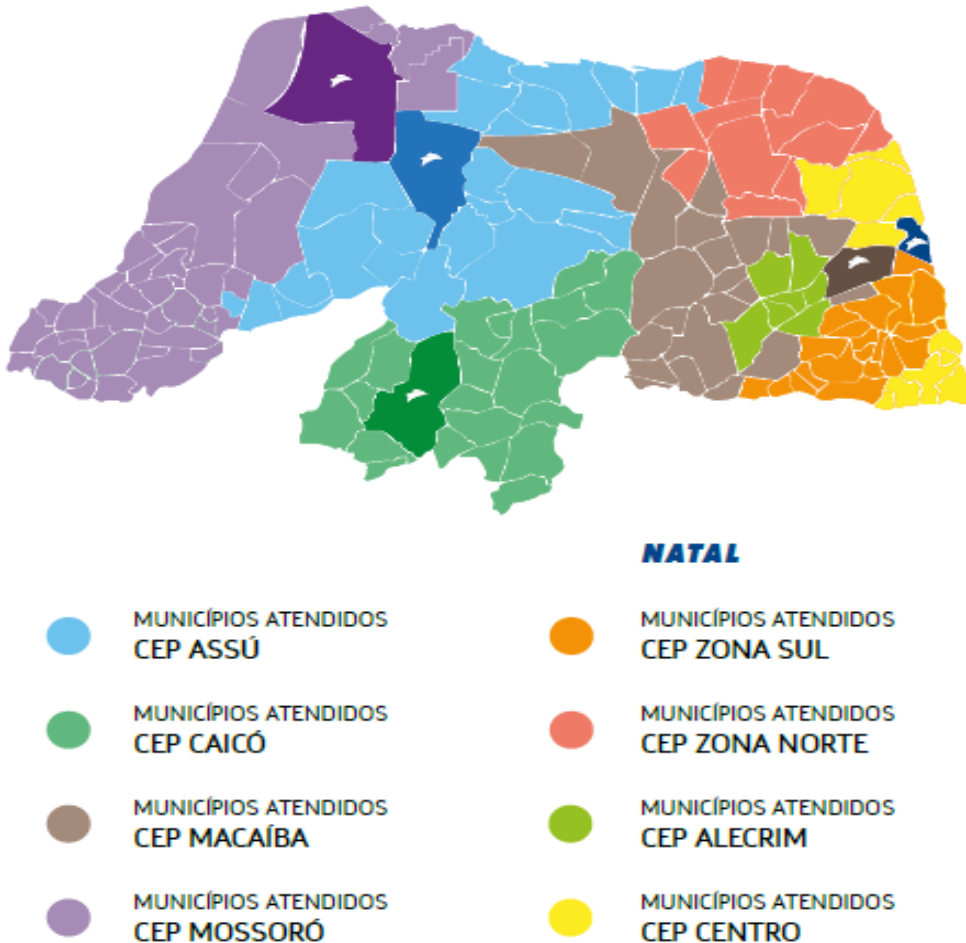 NATAL
MUNICÍPIOS ATENDIDOS
CEP ASSÚ
MUNICÍPIOS ATENDIDOS
CEP CAICÓ
MUNICÍPIOS ATENDIDOS
CEP MACAÍBA
MUNICÍPIOS ATENDIDOS
CEP MOSSORÓ
MUNICÍPIOS ATENDIDOS
CEP ZONA SUL
MUNICÍPIOS ATENDIDOS
CEP ZONA NORTE
MUNICÍPIOS ATENDIDOS
CEP ALECRIM
MUNICÍPIOS ATENDIDOS
CEP CENTRO